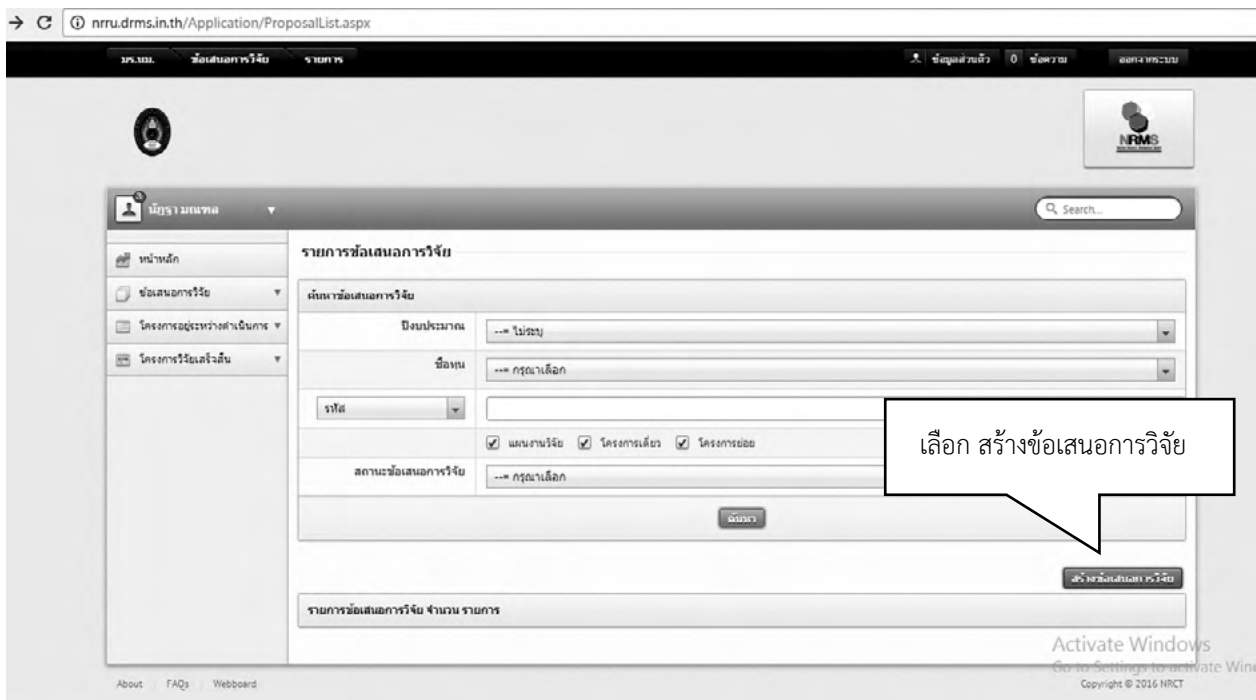 nrru.drms.in.th/Application/ProposalList.aspx
มร.นม. ข้อเสนอการวิจัย รายการ ข้อมูลส่วนตัว 0 ข้อความ ออกจากระบบ
NRMS
นัฎฐา มณฑล Search...
หน้าหลัก
ข้อเสนอการวิจัย
โครงการอยู่ระหว่างดำเนินการ
โครงการวิจัยเสร็จสิ้น
รายการข้อเสนอการวิจัย
ค้นหาข้อเสนอการวิจัย
ปีงบประมาณ --= ไม่ระบุ
ชื่อทุน --= กรุณาเลือก
รหัส
แผนงานวิจัย โครงการเดี่ยว โครงการย่อย
สถานะข้อเสนอการวิจัย --= กรุณาเลือก
ค้นหา
เลือก สร้างข้อเสนอการวิจัย
สร้างข้อเสนอการวิจัย
รายการข้อเสนอการวิจัย จำนวน รายการ
Activate Windows
Go to Settings to activate Wind
About FAQs Webboard Copyright © 2016 NRCT